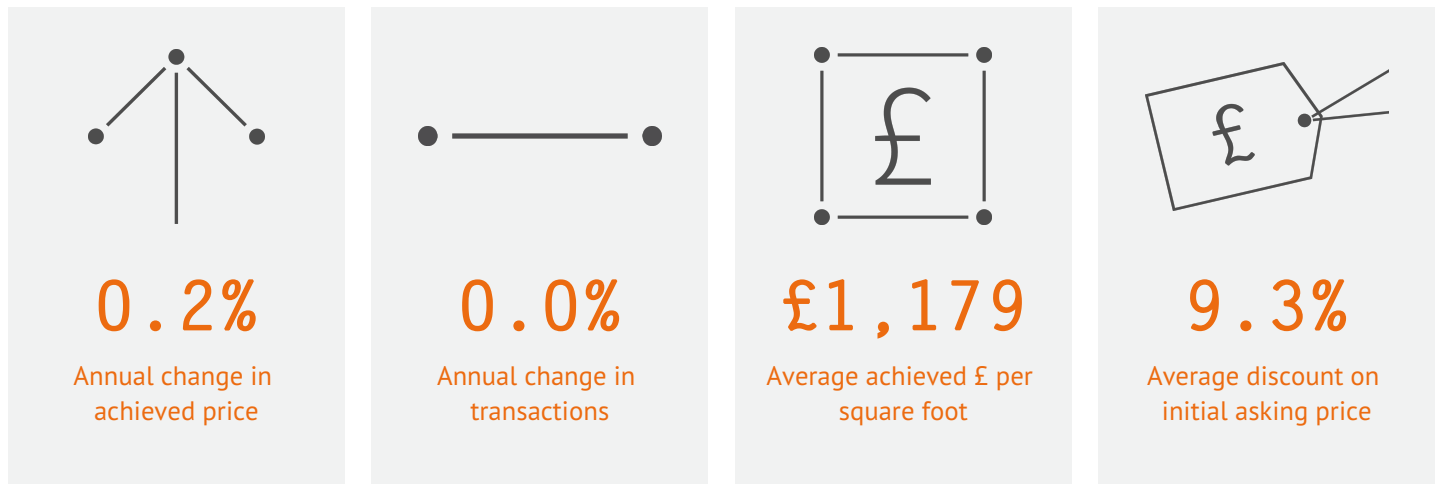 £
£
0.2%
Annual change in
achieved price
0.0%
Annual change in
transactions
£1,179
Average achieved £ per
square foot
9.3%
Average discount on
initial asking price